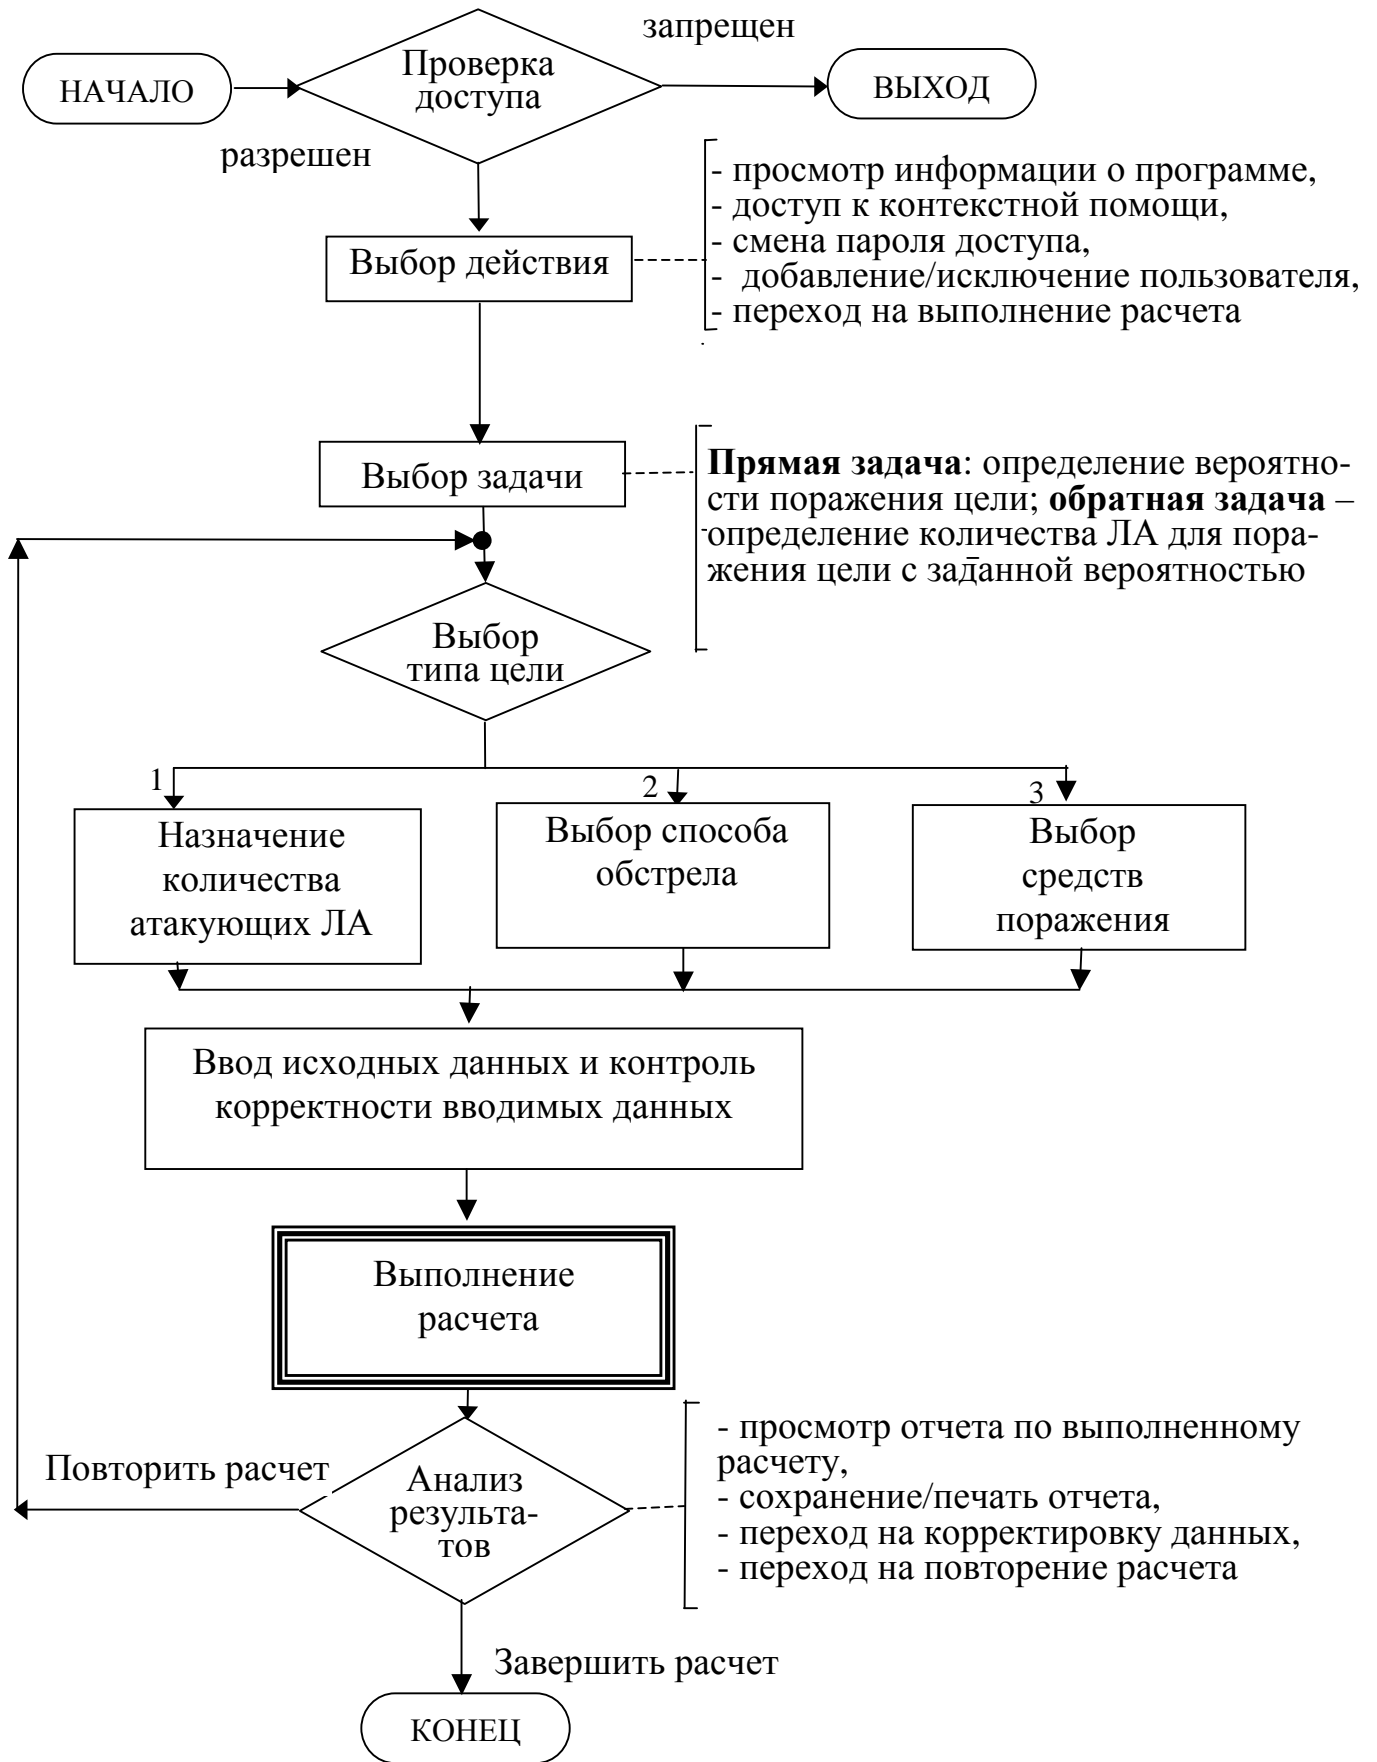 запрещен
НАЧАЛО
Проверка
доступа
ВЫХОД
разрешен
- просмотр информации о программе,
- доступ к контекстной помощи,
- смена пароля доступа,
- добавление/исключение пользователя,
- переход на выполнение расчета
Выбор действия
Выбор задачи
Прямая задача: определение вероятно-
сти поражения цели; обратная задача –
определение количества ЛА для пора-
жения цели с заданной вероятностью
Выбор
типа цели
1
2
3
Назначение
количества
атакующих ЛА
Выбор способа
обстрела
Выбор
средств
поражения
Ввод исходных данных и контроль
корректности вводимых данных
Выполнение
расчета
Повторить расчет
Анализ
результа-
тов
- просмотр отчета по выполненному
расчету,
- сохранение/печать отчета,
- переход на корректировку данных,
- переход на повторение расчета
Завершить расчет
КОНЕЦ